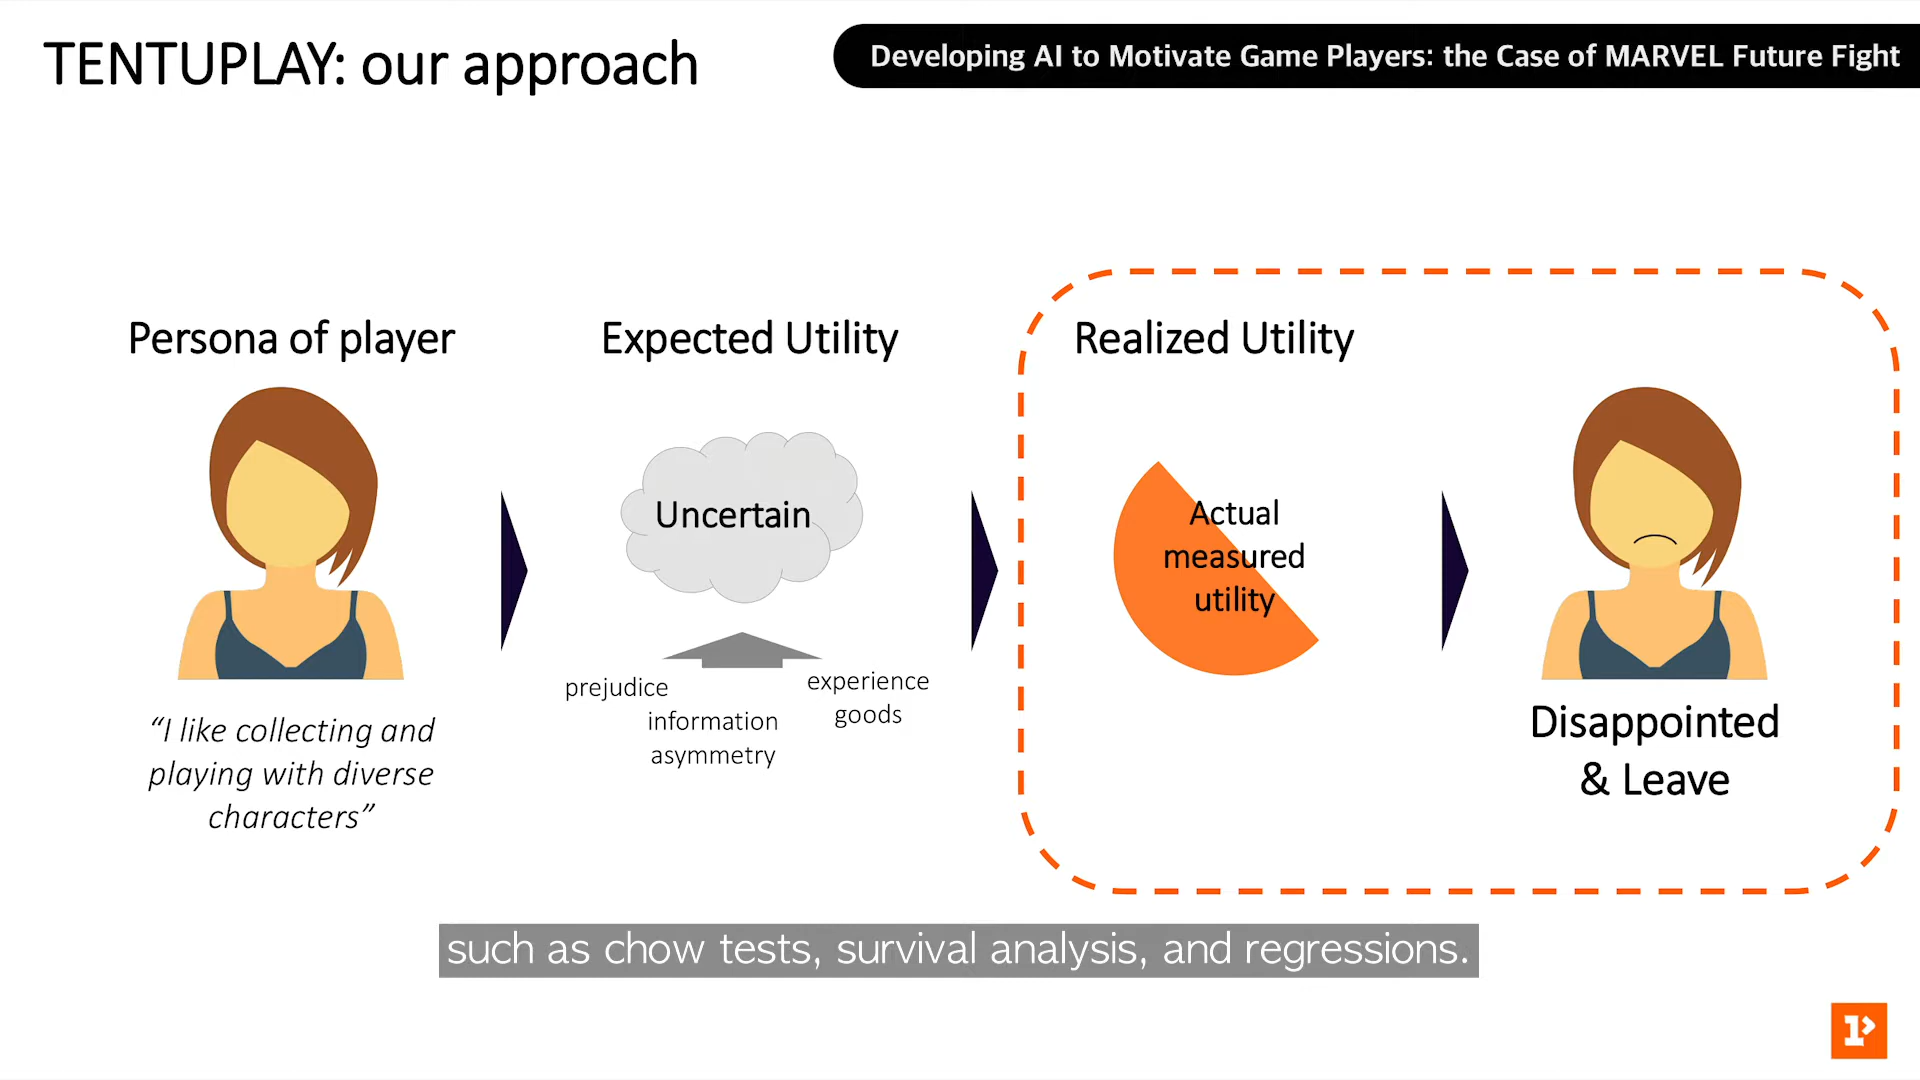 TENTUPLAY: our approach
Developing AI to Motivate Game Players: the Case of MARVEL Future Fight
Persona of player
“I like collecting and
playing with diverse
characters”
Expected Utility
Uncertain
prejudice
information
asymmetry
experience
goods
Realized Utility
Actual
measured
utility
Disappointed
& Leave
such as chow tests, survival analysis, and regressions.